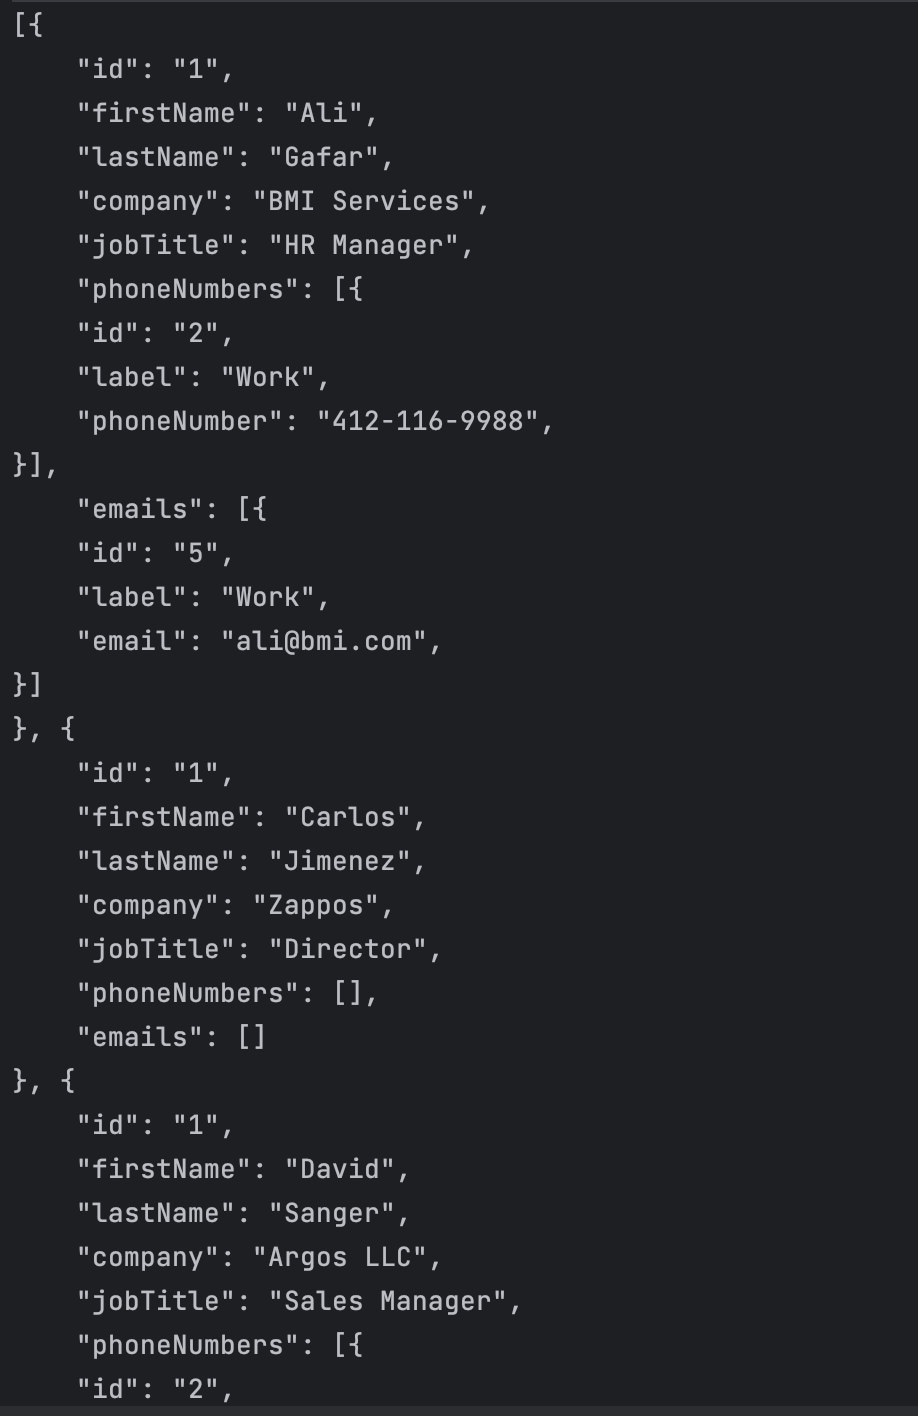 [{
    "id": "1",
    "firstName": "Ali",
    "lastName": "Gafar",
    "company": "BMI Services",
    "jobTitle": "HR Manager",
    "phoneNumbers": [{
    "id": "2",
    "label": "Work",
    "phoneNumber": "412-116-9988",
}],
    "emails": [{
    "id": "5",
    "label": "Work",
    "email": "ali@bmi.com",
}]
}, {
    "id": "1",
    "firstName": "Carlos",
    "lastName": "Jimenez",
    "company": "Zappos",
    "jobTitle": "Director",
    "phoneNumbers": [],
    "emails": []
}, {
    "id": "1",
    "firstName": "David",
    "lastName": "Sanger",
    "company": "Argos LLC",
    "jobTitle": "Sales Manager",
    "phoneNumbers": [{
    "id": "2",